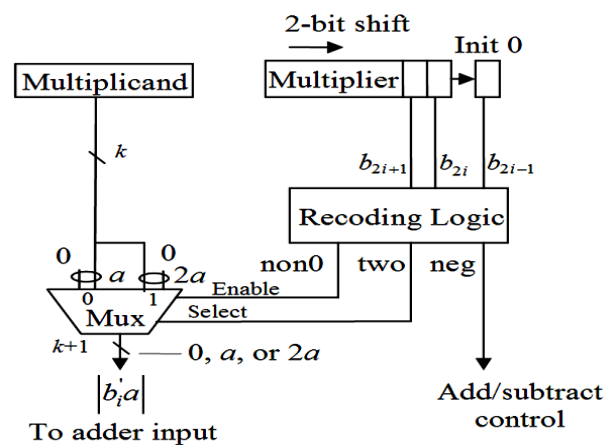 2-bit shift
Init 0
Multiplicand
Multiplier
k
b2i+1
b2i
b2i−1
Recoding Logic
0
a
0
2a
non0
two
neg
0
1
Enable
Mux
Select
k+1
0, a, or 2a
|b'i a|
To adder input
Add/subtract
control